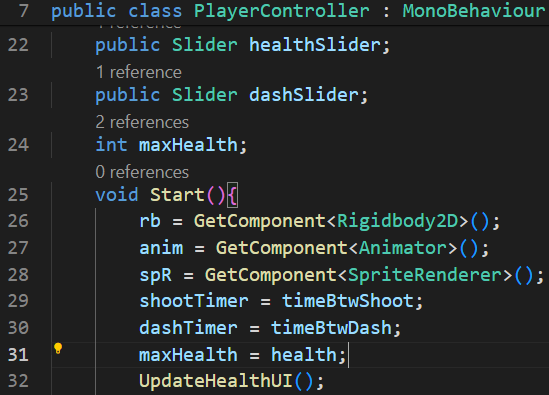 7 public class PlayerController : MonoBehaviour
22 public Slider healthSlider;
1 reference
23 public Slider dashSlider;
2 references
24 int maxHealth;
0 references
25 void Start(){
26 rb = GetComponent<Rigidbody2D>();
27 anim = GetComponent<Animator>();
28 spR = GetComponent<SpriteRenderer>();
29 shootTimer = timeBtwShoot;
30 dashTimer = timeBtwDash;
31 maxHealth = health;
32 UpdateHealthUI();